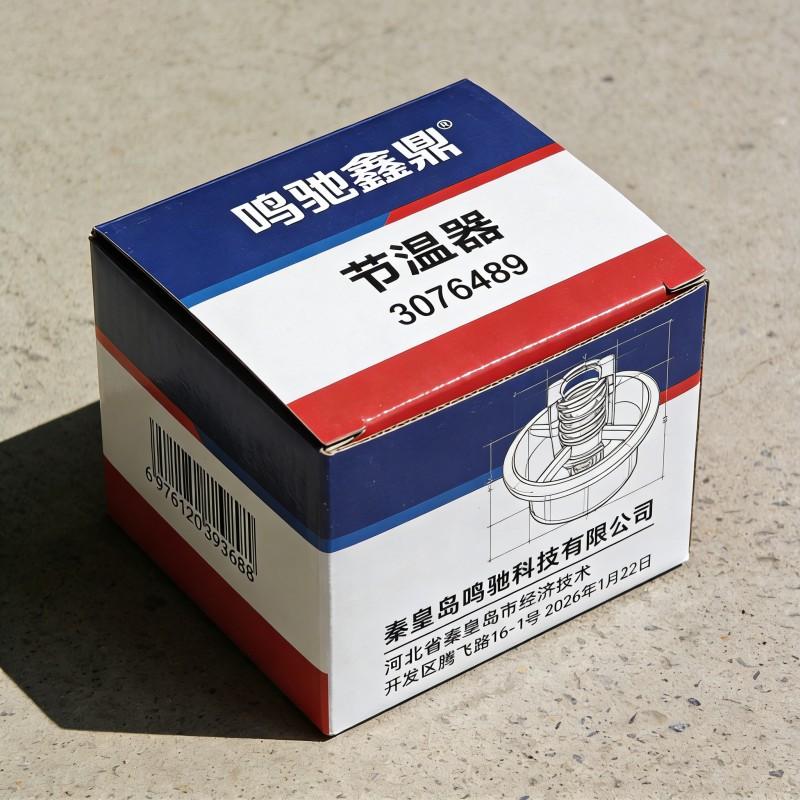 鸣驰鑫鼎®
节温器
3076489
6976120393688
秦皇岛鸣驰科技有限公司
河北省秦皇岛市经济技术
开发区腾飞路16-1号 2026年1月22日